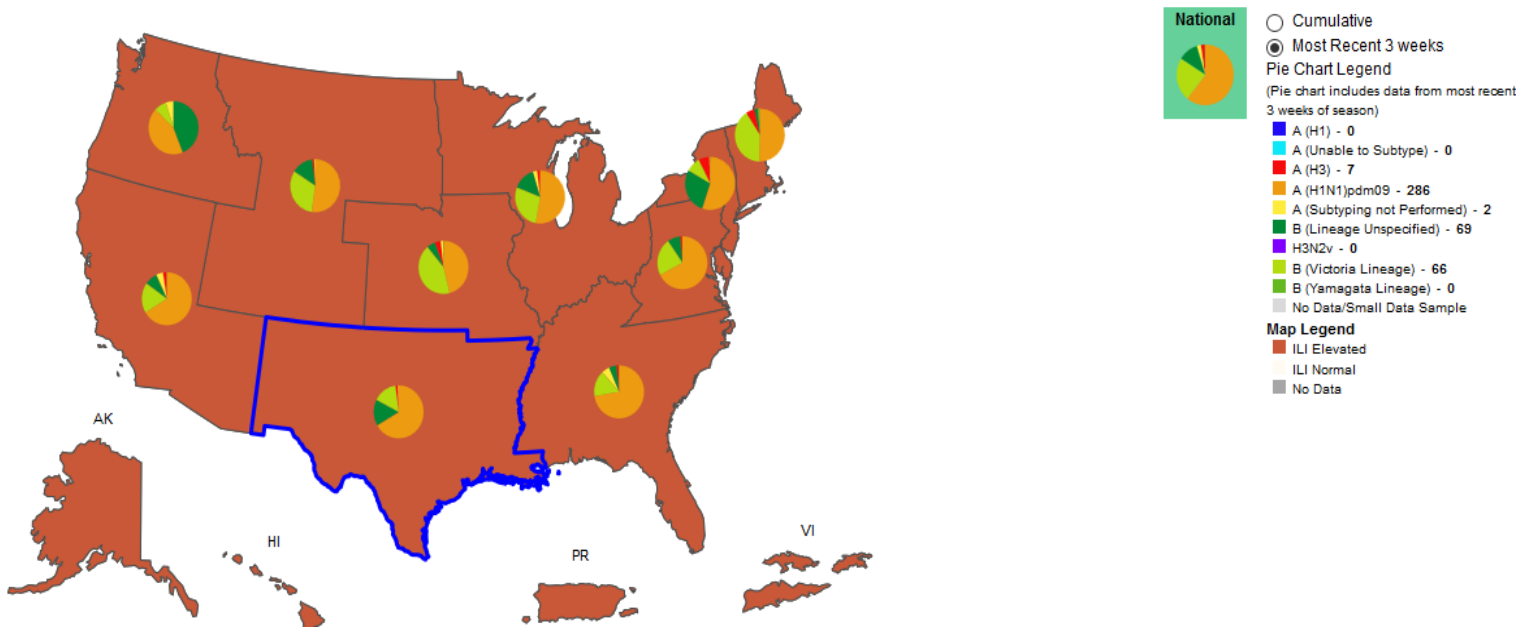 National
Cumulative
Most Recent 3 weeks
Pie Chart Legend
(Pie chart includes data from most recent
3 weeks of season)
A (H1) - 0
A (Unable to Subtype) - 0
A (H3) - 7
A (H1N1)pdm09 - 286
A (Subtyping not Performed) - 2
B (Lineage Unspecified) - 69
H3N2v - 0
B (Victoria Lineage) - 66
B (Yamagata Lineage) - 0
No Data/Small Data Sample
Map Legend
ILI Elevated
ILI Normal
No Data
AK
HI
PR
VI